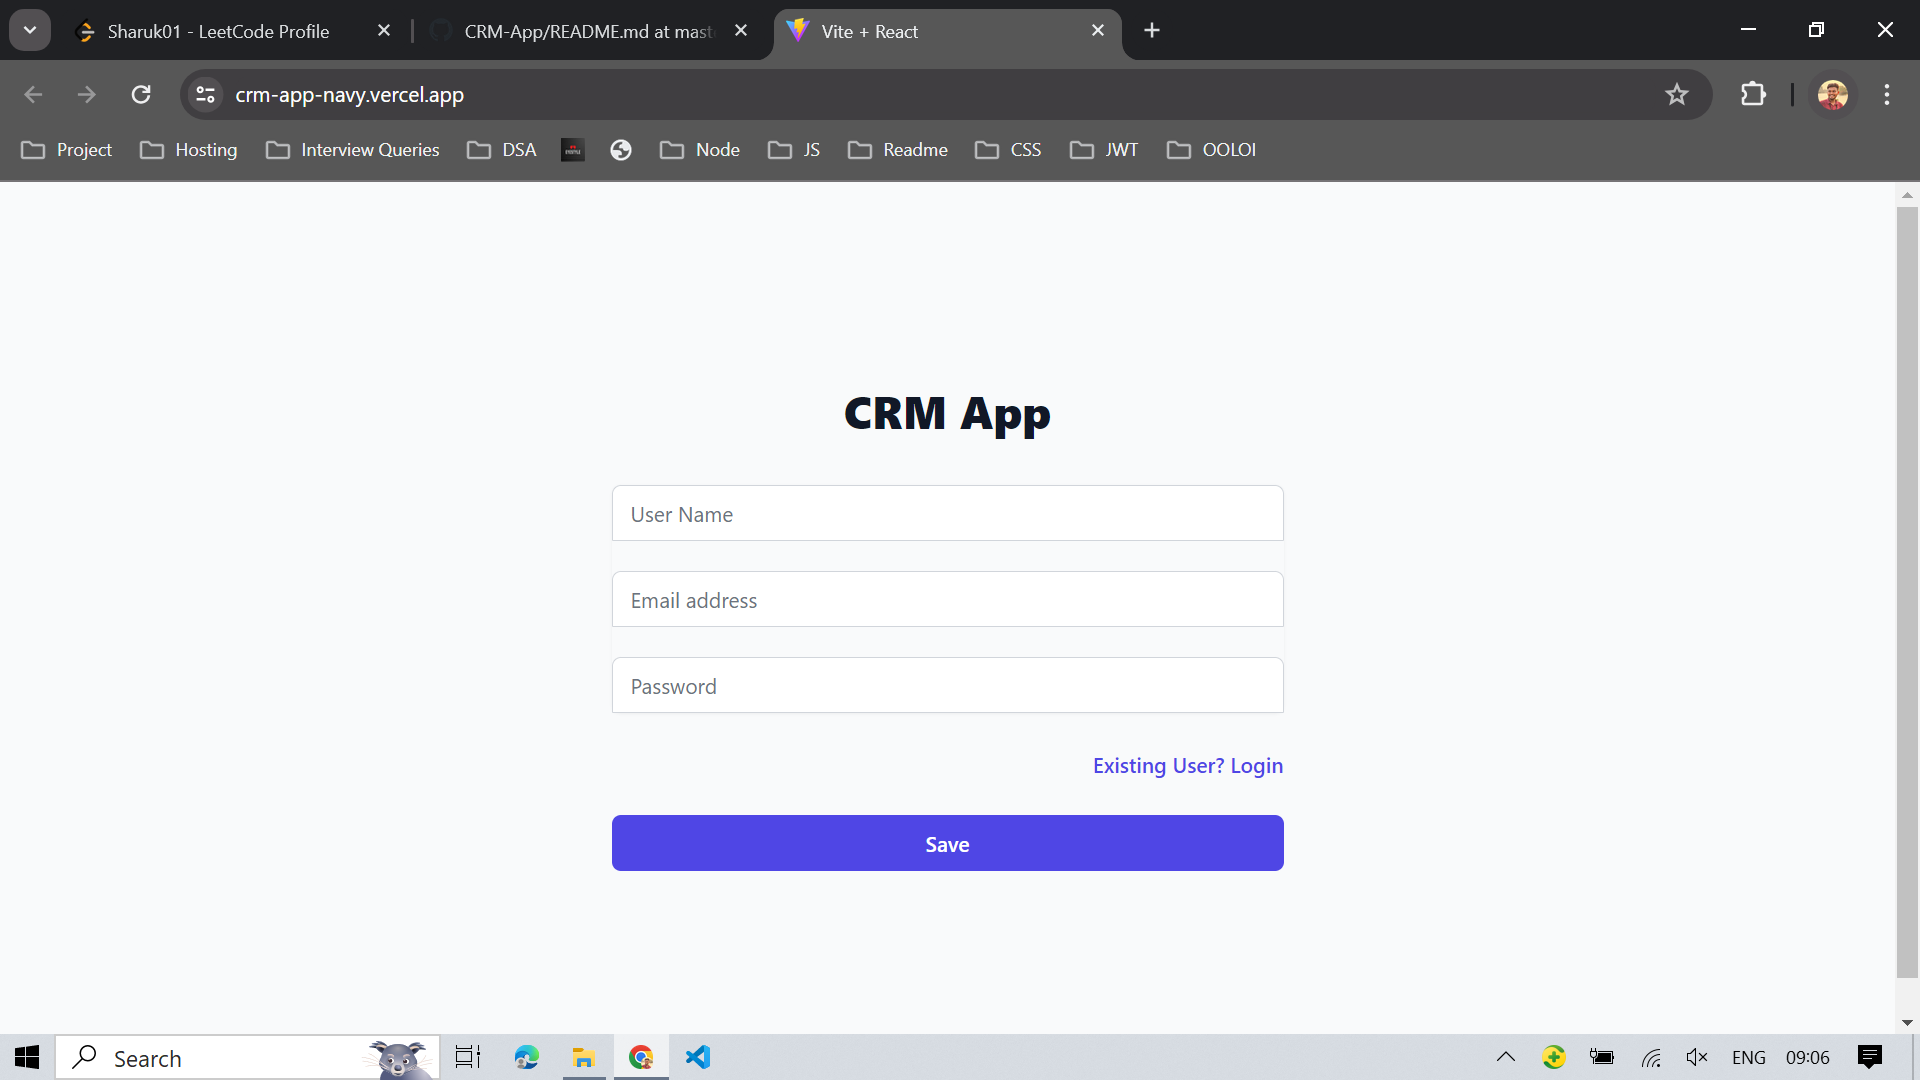 Sharuk01 - LeetCode Profile
CRM-App/README.md at mast
Vite + React
crm-app-navy.vercel.app
Project
Hosting
Interview Queries
DSA
Node
JS
Readme
CSS
JWT
OOLOI
CRM App
User Name
Email address
Password
Existing User? Login
Save
Search
ENG
09:06